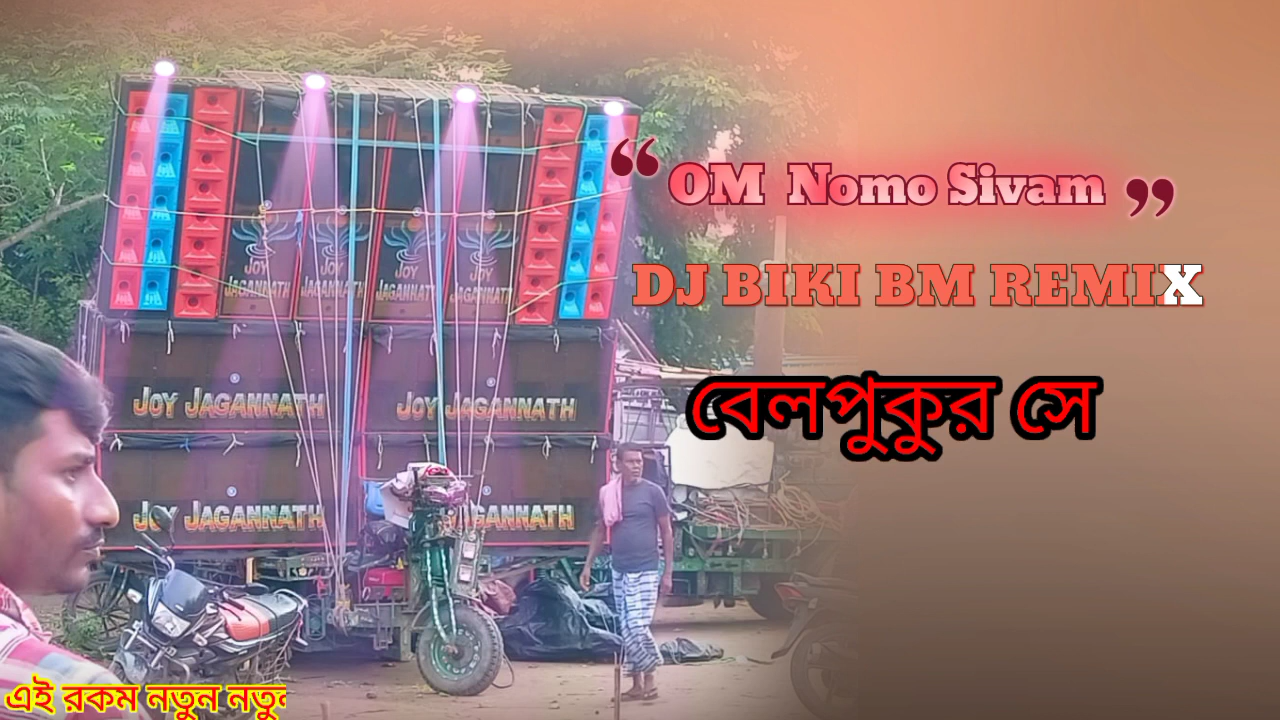 “ OM Nomo Sivam ”
DJ BIKI BM REMIX
বেলপুকুর সে
JOY JAGANNATH
JOY JAGANNATH
JOY JAGANNATH
JOY JAGANNATH
JOY JAGANNATH
JOY JAGANNATH
JOY JAGANNATH
JAGANNATH
এই রকম নতুন নতুন